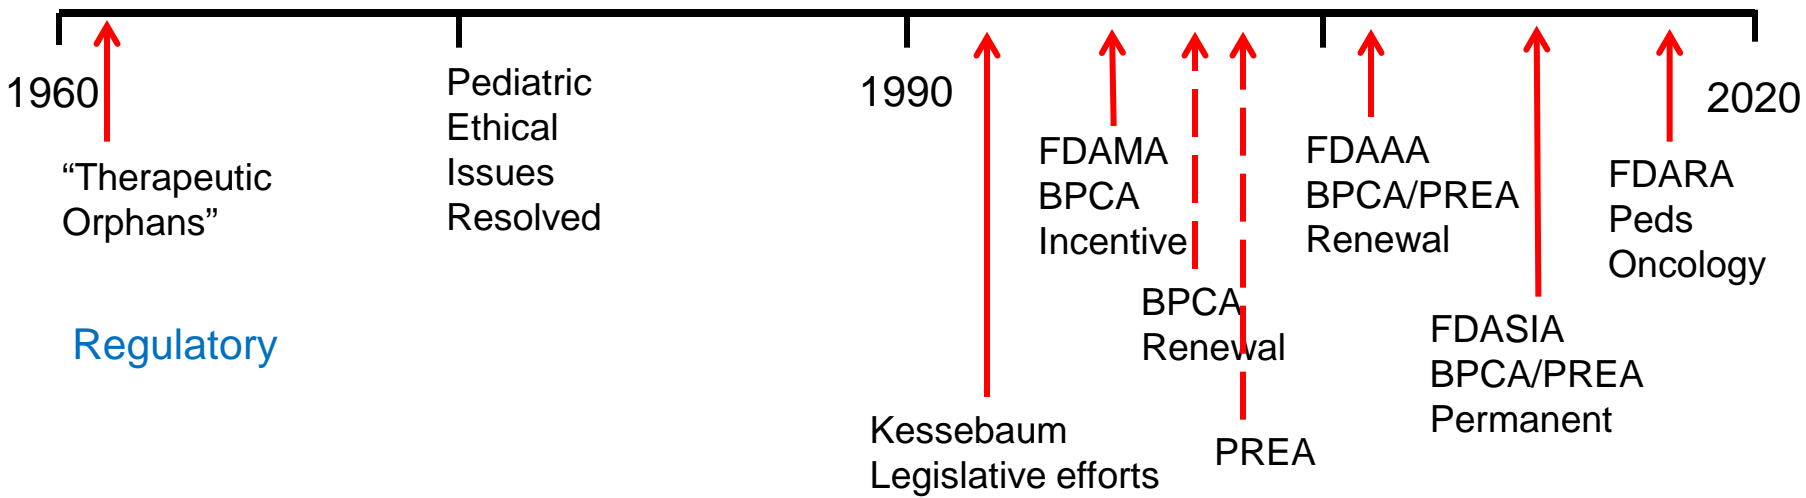 1960
1990
2020
“Therapeutic
Orphans”
Pediatric
Ethical
Issues
Resolved
FDAMA
BPCA
Incentive
FDAAA
BPCA/PREA
Renewal
FDARA
Peds
Oncology
BPCA
Renewal
FDASIA
BPCA/PREA
Permanent
Regulatory
Kessebaum
Legislative efforts
PREA